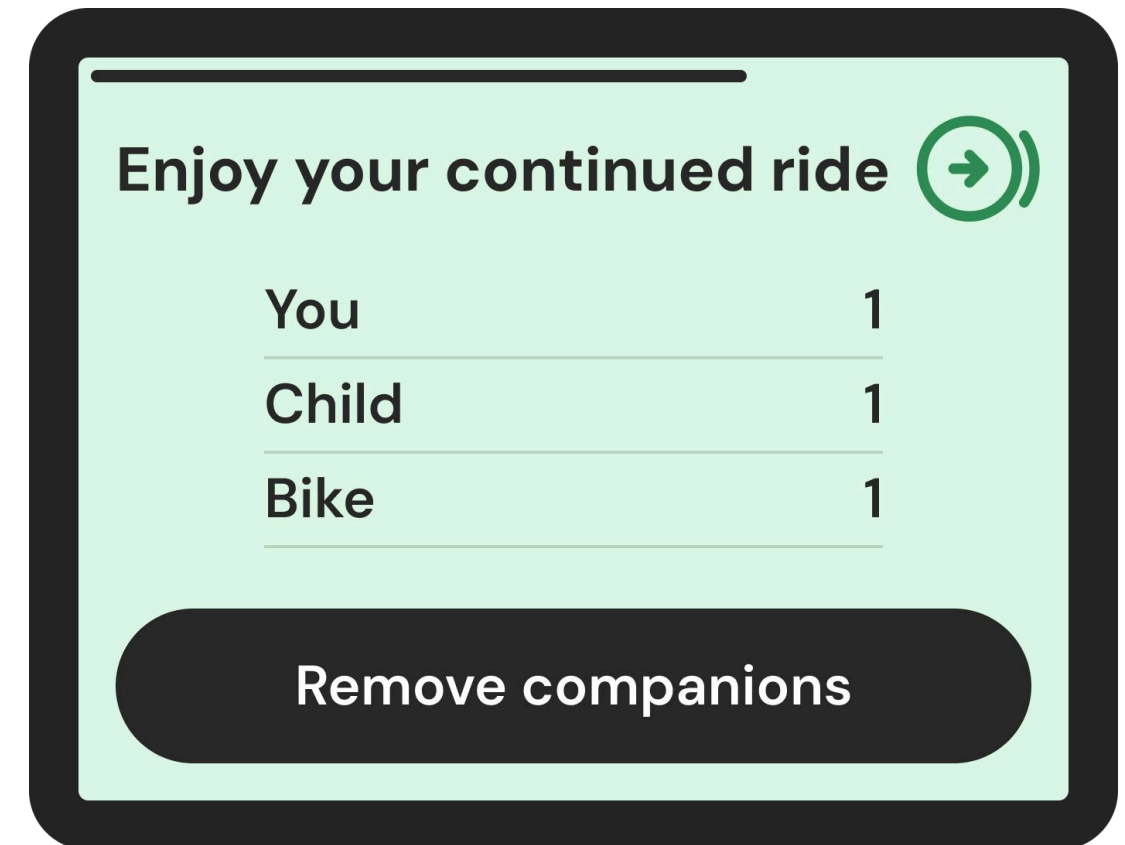 Enjoy your continued ride
You 1
Child 1
Bike 1
Remove companions